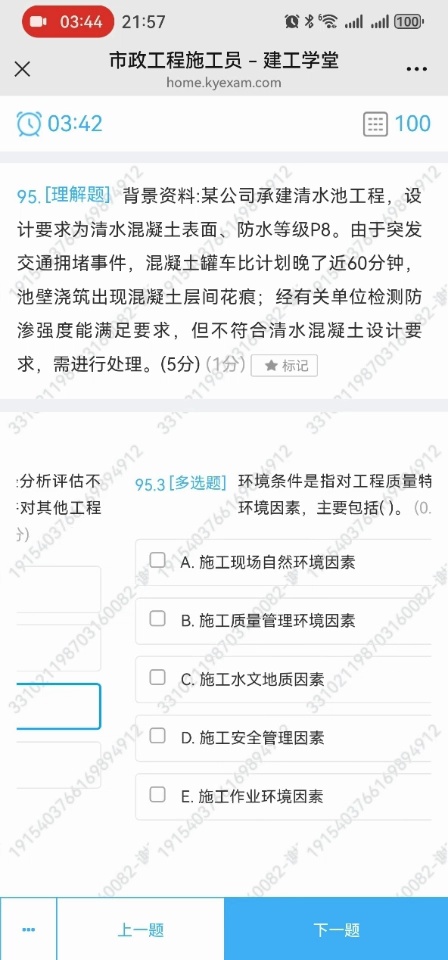 03:44 21:57 100
市政工程施工员 - 建工学堂
home.kyexam.com
03:42 100
95. [理解题] 背景资料:某公司承建清水池工程，设
计要求为清水混凝土表面、防水等级P8。由于突发
交通拥堵事件，混凝土罐车比计划晚了近60分钟，
池壁浇筑出现混凝土层间花痕；经有关单位检测防
渗强度能满足要求，但不符合清水混凝土设计要
求，需进行处理。(5分) (1分) ★ 标记
分析评估不
对其他工程
95.3 [多选题] 环境条件是指对工程质量特
环境因素，主要包括( )。(0.
A. 施工现场自然环境因素
B. 施工质量管理环境因素
C. 施工水文地质因素
D. 施工安全管理因素
E. 施工作业环境因素
上一题 下一题